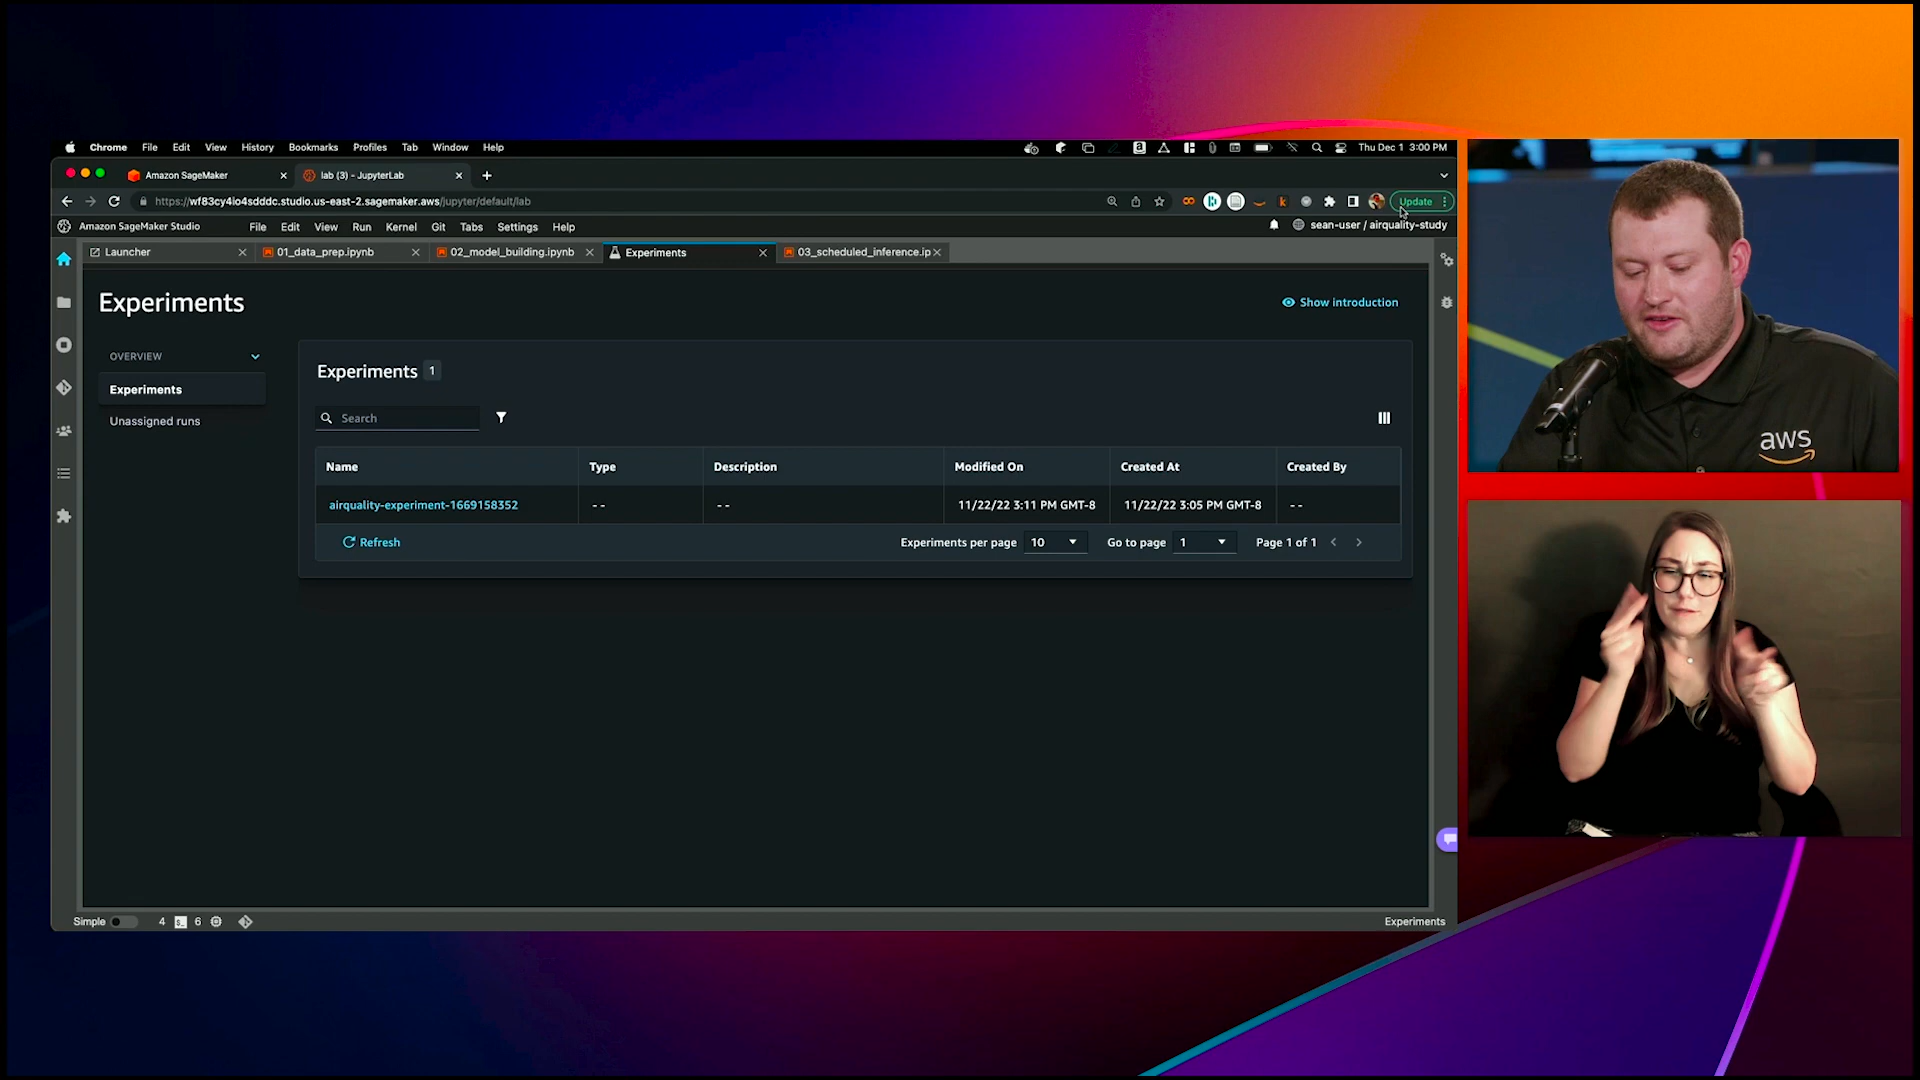 Chrome File Edit View History Bookmarks Profiles Tab Window Help Thu Dec 1 3:00 PM
Amazon SageMaker lab (3) - JupyterLab
https://wf83cy4io4sdddc.studio.us-east-2.sagemaker.aws/jupyter/default/lab Update
Amazon SageMaker Studio File Edit View Run Kernel Git Tabs Settings Help sean-user / airquality-study
Launcher 01_data_prep.ipynb 02_model_building.ipynb Experiments 03_scheduled_inference.ip
Experiments Show introduction
OVERVIEW
Experiments
Unassigned runs
Experiments 1
Search
Name Type Description Modified On Created At Created By
airquality-experiment-1669158352 -- -- 11/22/22 3:11 PM GMT-8 11/22/22 3:05 PM GMT-8 --
Refresh Experiments per page 10 Go to page 1 Page 1 of 1
Simple 4 6 Experiments
aws